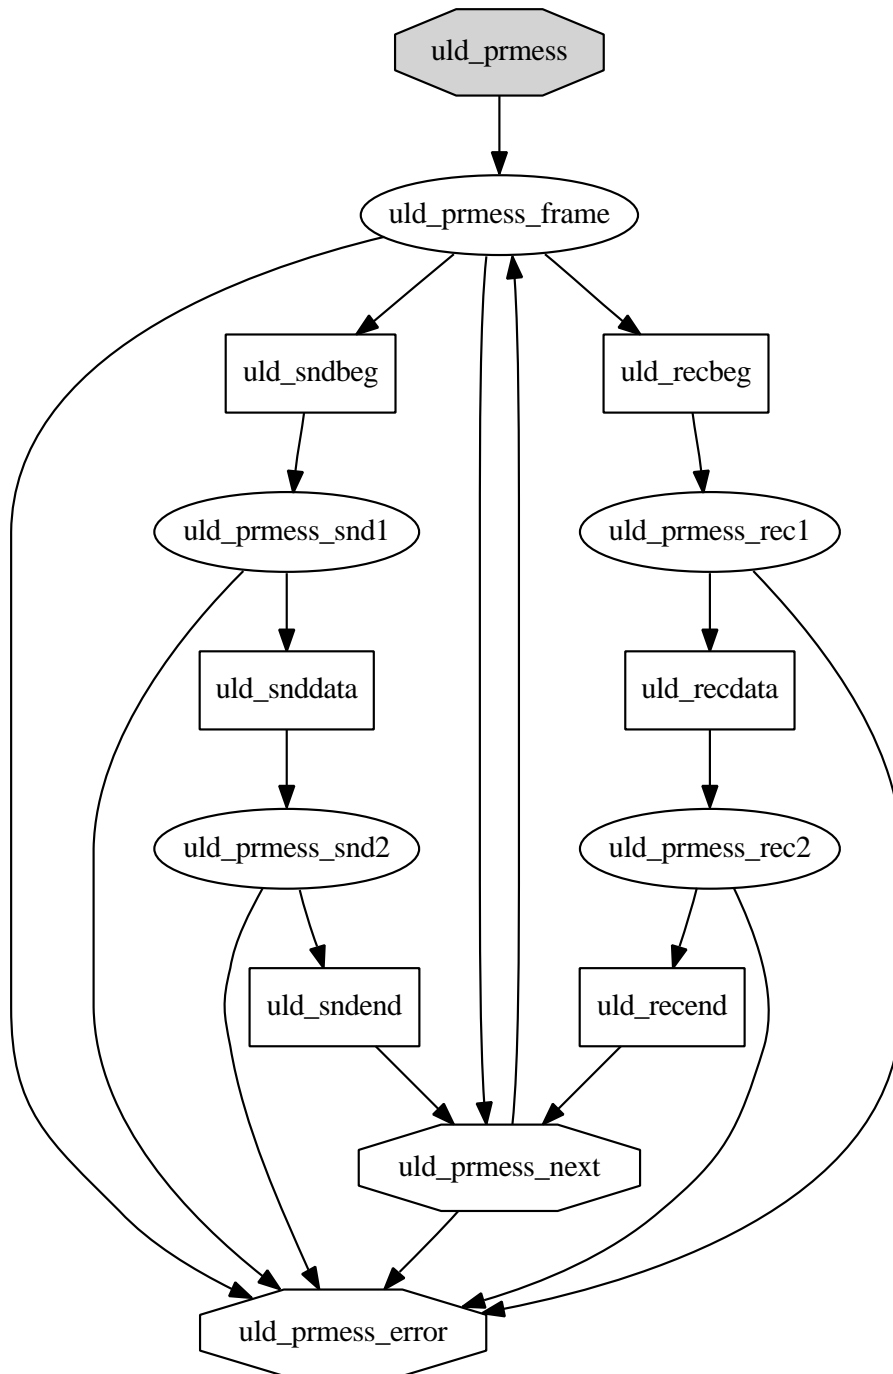 uld_prmess
uld_prmess_frame
uld_sndbeg
uld_recbeg
uld_prmess_snd1
uld_prmess_rec1
uld_snddata
uld_recdata
uld_prmess_snd2
uld_prmess_rec2
uld_sndend
uld_recend
uld_prmess_next
uld_prmess_error